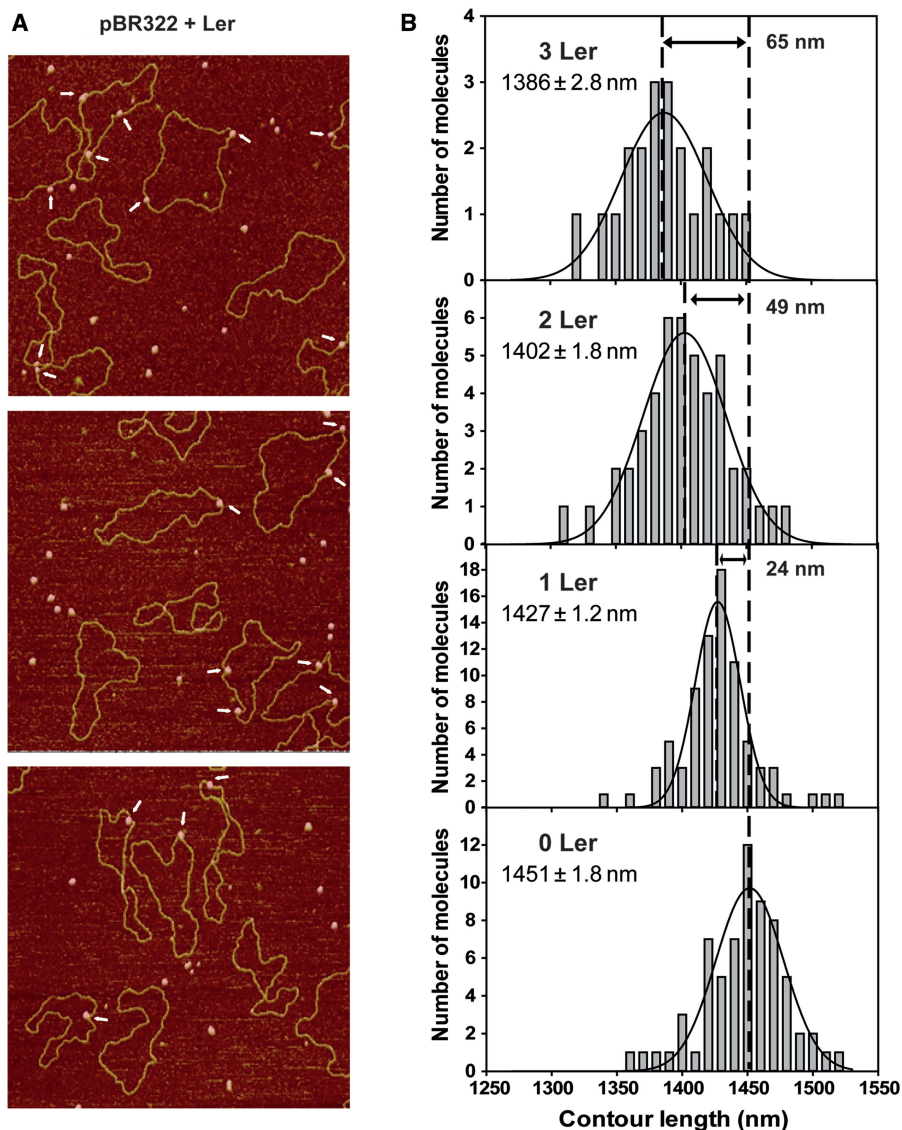 A
pBR322 + Ler
B
Number of molecules
4
3
2
1
0
3 Ler
1386 ± 2.8 nm
65 nm
Number of molecules
6
5
4
3
2
1
0
2 Ler
1402 ± 1.8 nm
49 nm
Number of molecules
18
16
14
12
10
8
6
4
2
0
1 Ler
1427 ± 1.2 nm
24 nm
Number of molecules
12
10
8
6
4
2
0
0 Ler
1451 ± 1.8 nm
1250 1300 1350 1400 1450 1500 1550
Contour length (nm)